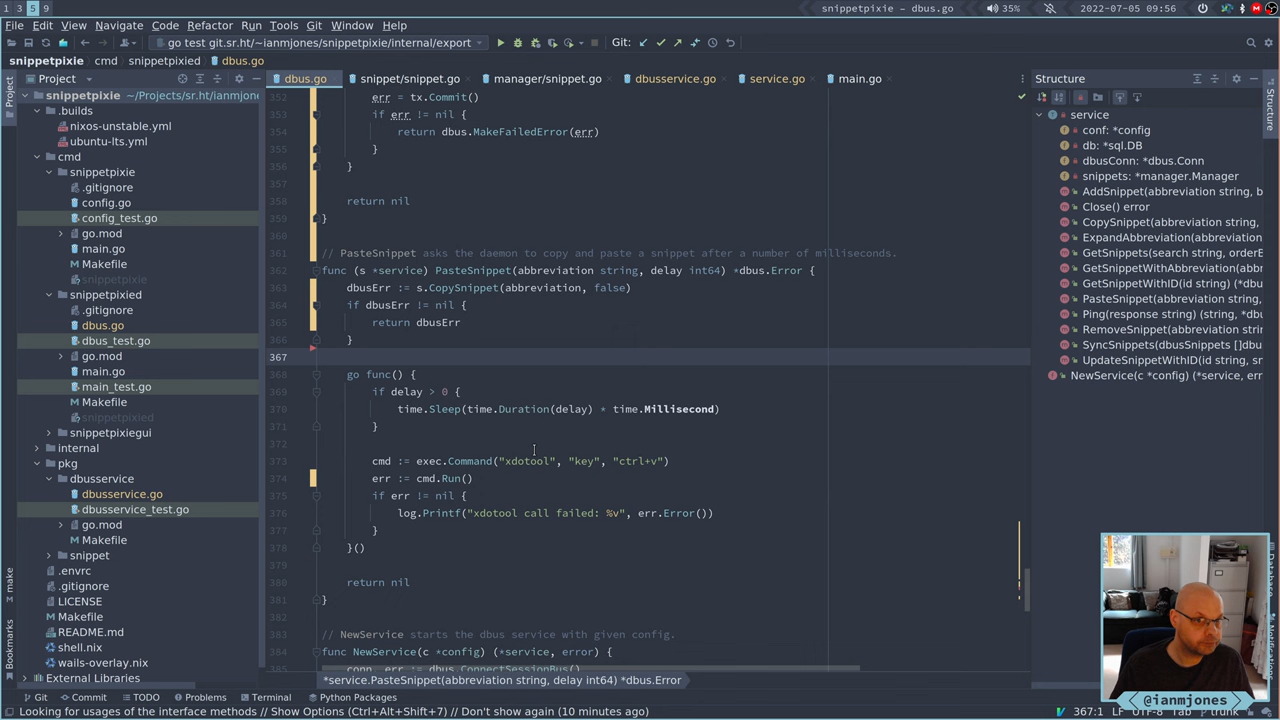 1 3 5 9
snippetpixie – dbus.go
35%
2022-07-05 09:56
File Edit View Navigate Code Refactor Run Tools Git Window Help
go test git.sr.ht/~ianmjones/snippetpixie/internal/export
Git:
snippetpixie cmd snippetpixied dbus.go
Project
dbus.go
snippet/snippet.go
manager/snippet.go
dbusservice.go
service.go
main.go
Structure
Project
snippetpixie ~/Projects/sr.ht/ianmjones
.builds
nixos-unstable.yml
ubuntu-lts.yml
cmd
snippetpixie
.gitignore
config.go
config_test.go
go.mod
main.go
Makefile
snippetpixie
snippetpixied
.gitignore
dbus.go
dbus_test.go
go.mod
main.go
main_test.go
Makefile
snippetpixied
snippetpixiegui
internal
pkg
dbusservice
dbusservice.go
dbusservice_test.go
go.mod
Makefile
snippet
.envrc
.gitignore
LICENSE
Makefile
README.md
shell.nix
wails-overlay.nix
External Libraries
make
Bookmarks
352 err = tx.Commit()
353 if err != nil {
354 return dbus.MakeFailedError(err)
355 }
356 }
357
358 return nil
359 }
360
361 // PasteSnippet asks the daemon to copy and paste a snippet after a number of milliseconds.
362 func (s *service) PasteSnippet(abbreviation string, delay int64) *dbus.Error {
363 dbusErr := s.CopySnippet(abbreviation, false)
364 if dbusErr != nil {
365 return dbusErr
366 }
367
368 go func() {
369 if delay > 0 {
370 time.Sleep(time.Duration(delay) * time.Millisecond)
371 }
372
373 cmd := exec.Command("xdotool", "key", "ctrl+v")
374 err := cmd.Run()
375 if err != nil {
376 log.Printf("xdotool call failed: %v", err.Error())
377 }
378 }()
379
380 return nil
381 }
382
383 // NewService starts the dbus service with given config.
384 func NewService(c *config) (*service, error) {
385 conn, err := dbus.ConnectSessionBus()
*service.PasteSnippet(abbreviation string, delay int64) *dbus.Error
service
conf: *config
db: *sql.DB
dbusConn: *dbus.Conn
snippets: *manager.Manager
AddSnippet(abbreviation string, b
Close() error
CopySnippet(abbreviation string,
ExpandAbbreviation(abbreviation
GetSnippets(search string, orderB
GetSnippetWithAbbreviation(abbre
GetSnippetWithID(id string) (*dbu
PasteSnippet(abbreviation string,
Ping(response string) (string, *dbu
RemoveSnippet(abbreviation string
SyncSnippets(dbusSnippets []dbu
UpdateSnippetWithID(id string, s
NewService(c *config) (*service, err
Structure
@ianmjones
Git Commit TODO Problems Terminal Python Packages
Looking for usages of the interface methods // Show Options (Ctrl+Alt+Shift+7) // Don't show again (10 minutes ago)
367:1 LF UTF-8 Tab trunk